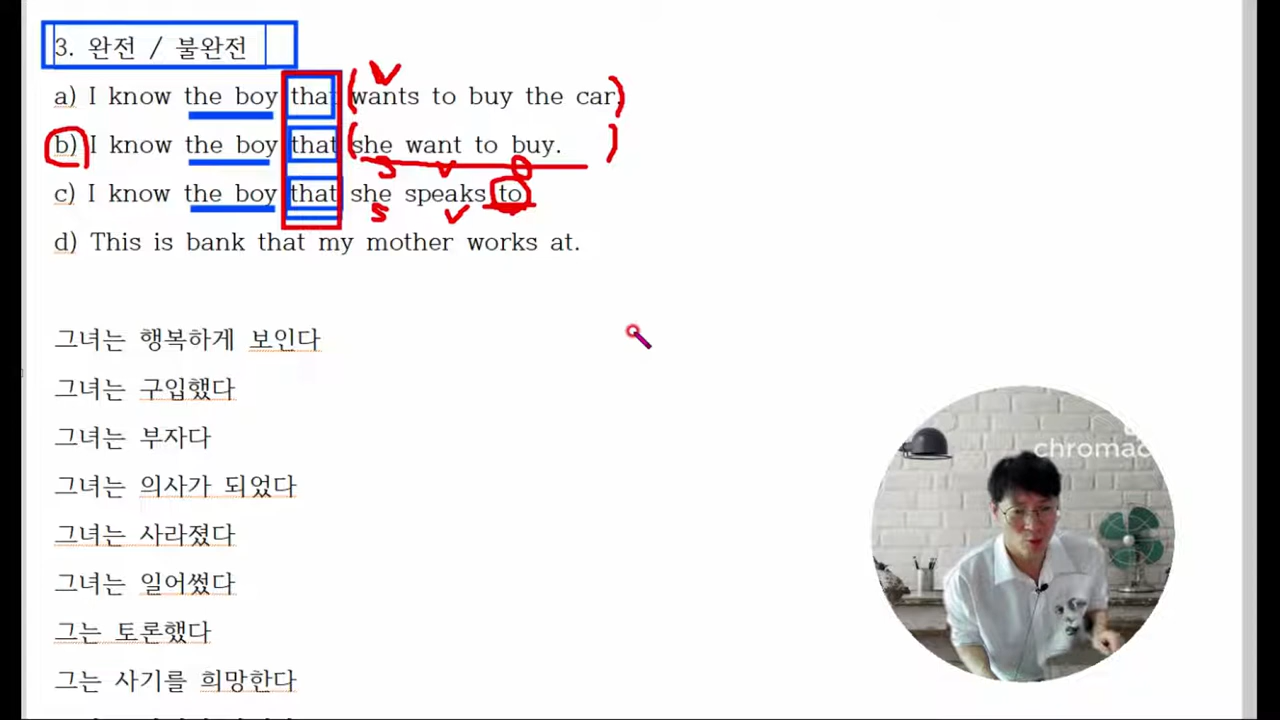 3. 완전 / 불완전
a) I know the boy that (wants to buy the car.)
V
b) I know the boy that (she want to buy. )
S V O
c) I know the boy that she speaks to
S V
d) This is bank that my mother works at.
그녀는 행복하게 보인다
그녀는 구입했다
그녀는 부자다
그녀는 의사가 되었다
그녀는 사라졌다
그녀는 일어썼다
그는 토론했다
그는 사기를 희망한다
chromac